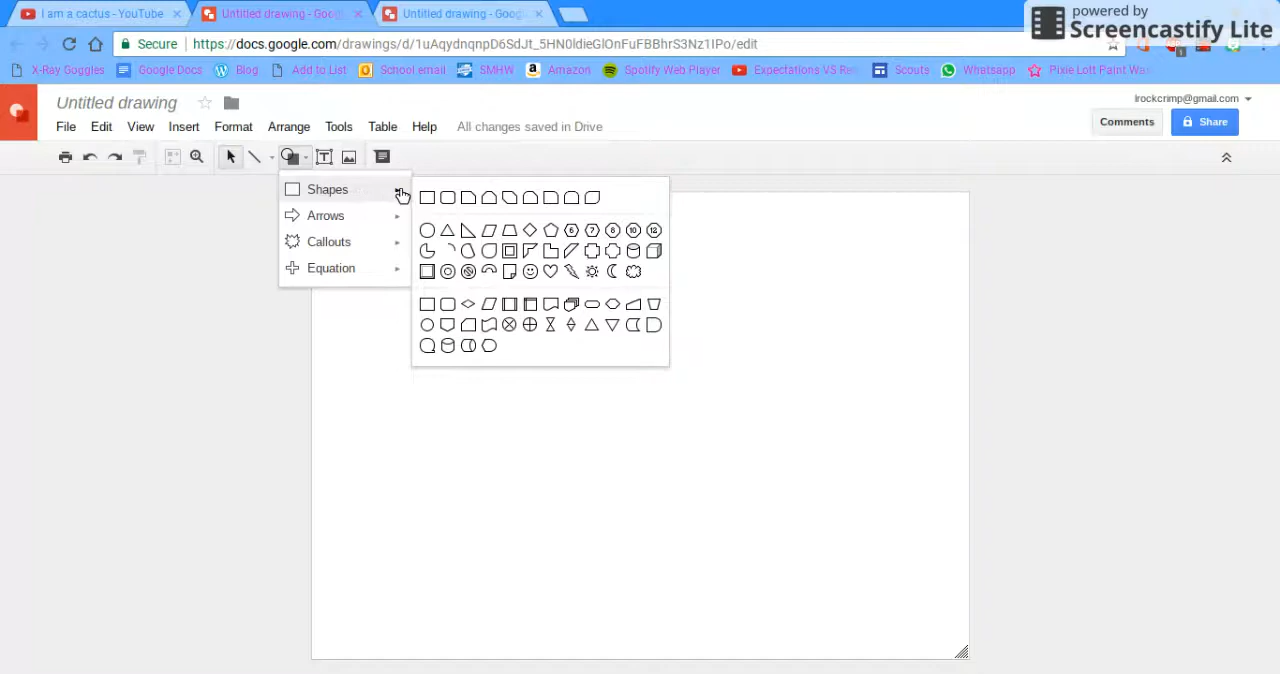 I am a cactus - YouTube
Untitled drawing - Goog
Untitled drawing - Goog
powered by
Screencastify Lite
Secure
https://docs.google.com/drawings/d/1uAqydnqnpD6SdJt_5HN0ldieGlOnFuFBBhrS3Nz1IPo/edit
1
X-Ray Goggles
Google Docs
Blog
Add to List
School email
SMHW
Amazon
Spotify Web Player
Expectations VS Re
Scouts
Whatsapp
Pixie Lott Paint Wa
Untitled drawing
lrockcrimp@gmail.com
File Edit View Insert Format Arrange Tools Table Help All changes saved in Drive
Comments
Share
Shapes
Arrows
Callouts
Equation
6 7 8 10 12